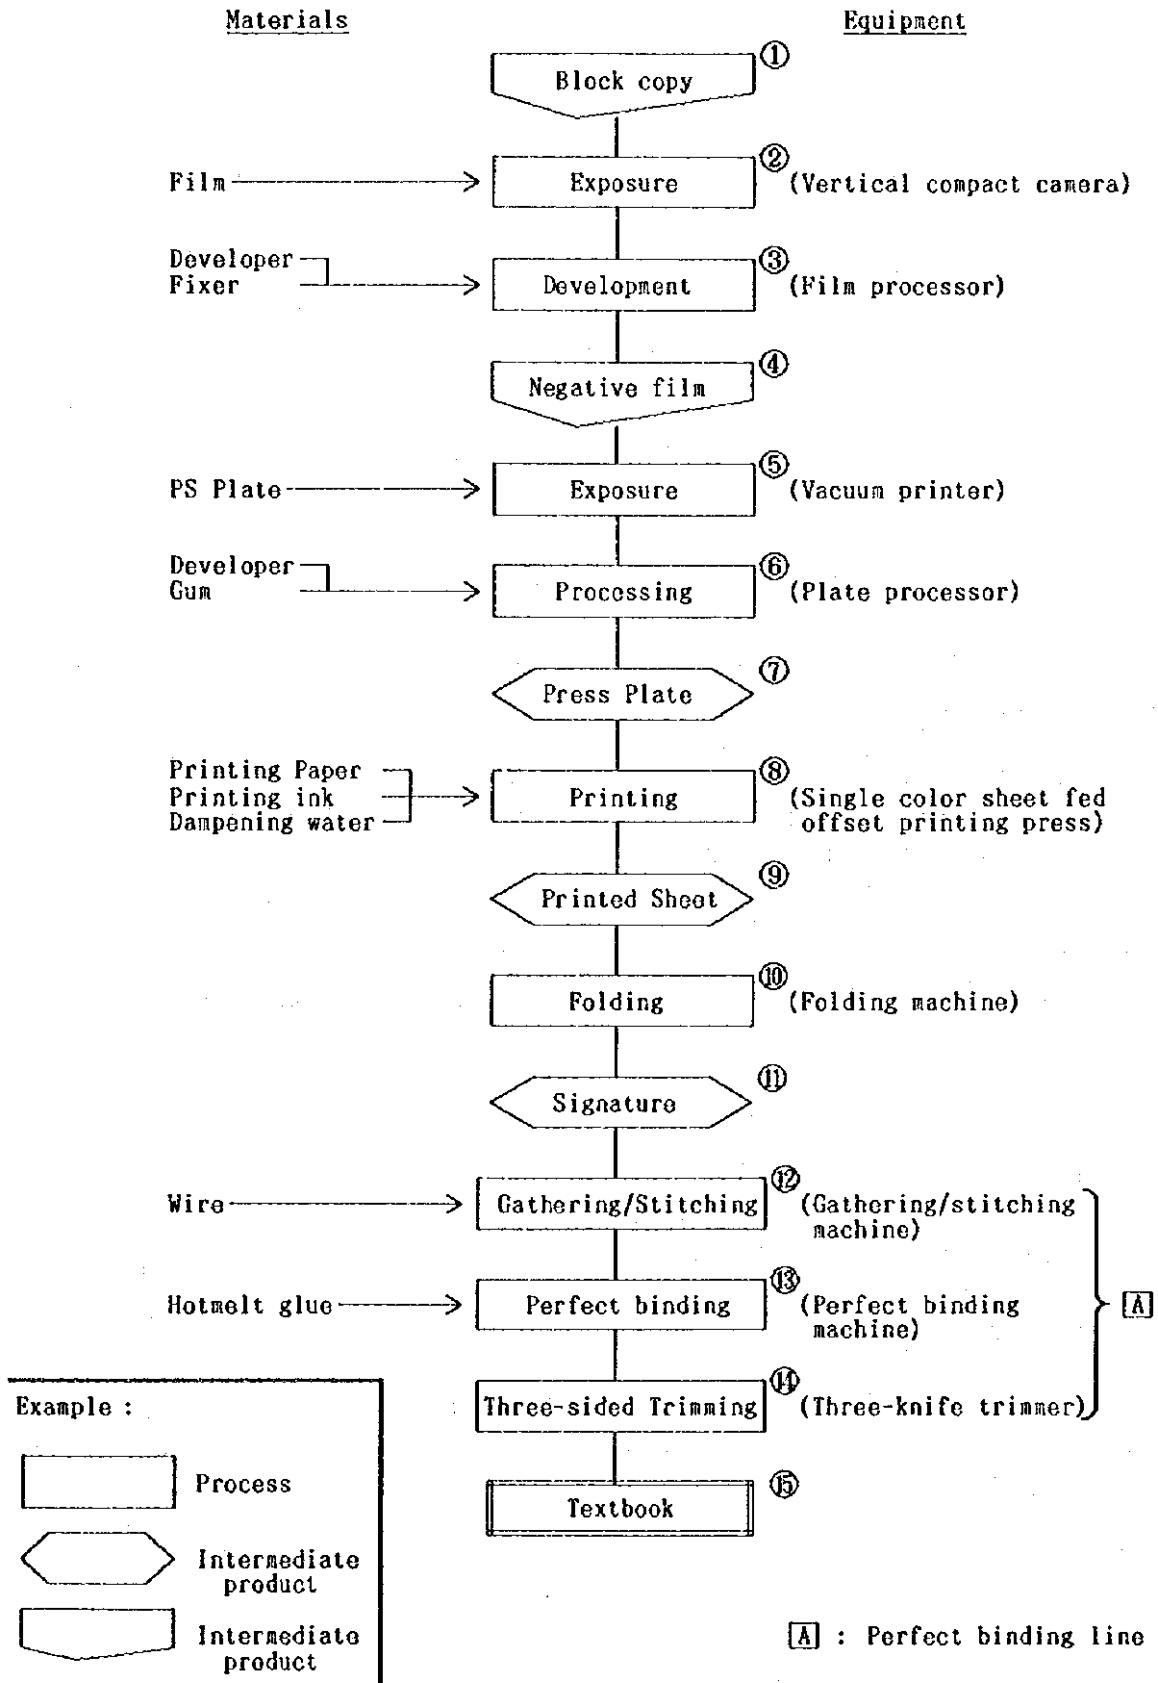 Materials
Equipment
Block copy ①
Film
Exposure ② (Vertical compact camera)
Developer
Fixer
Development ③ (Film processor)
Negative film ④
PS Plate
Exposure ⑤ (Vacuum printer)
Developer
Gum
Processing ⑥ (Plate processor)
Press Plate ⑦
Printing Paper
Printing ink
Dampening water
Printing ⑧ (Single color sheet fed
offset printing press)
Printed Sheet ⑨
Folding ⑩ (Folding machine)
Signature ⑪
Wire
Gathering/Stitching ⑫ (Gathering/stitching
machine)
Hotmelt glue
Perfect binding ⑬ (Perfect binding
machine)
A
Three-sided Trimming ⑭ (Three-knife trimmer)
Textbook ⑮
Example :
Process
Intermediate
product
Intermediate
product
A : Perfect binding line